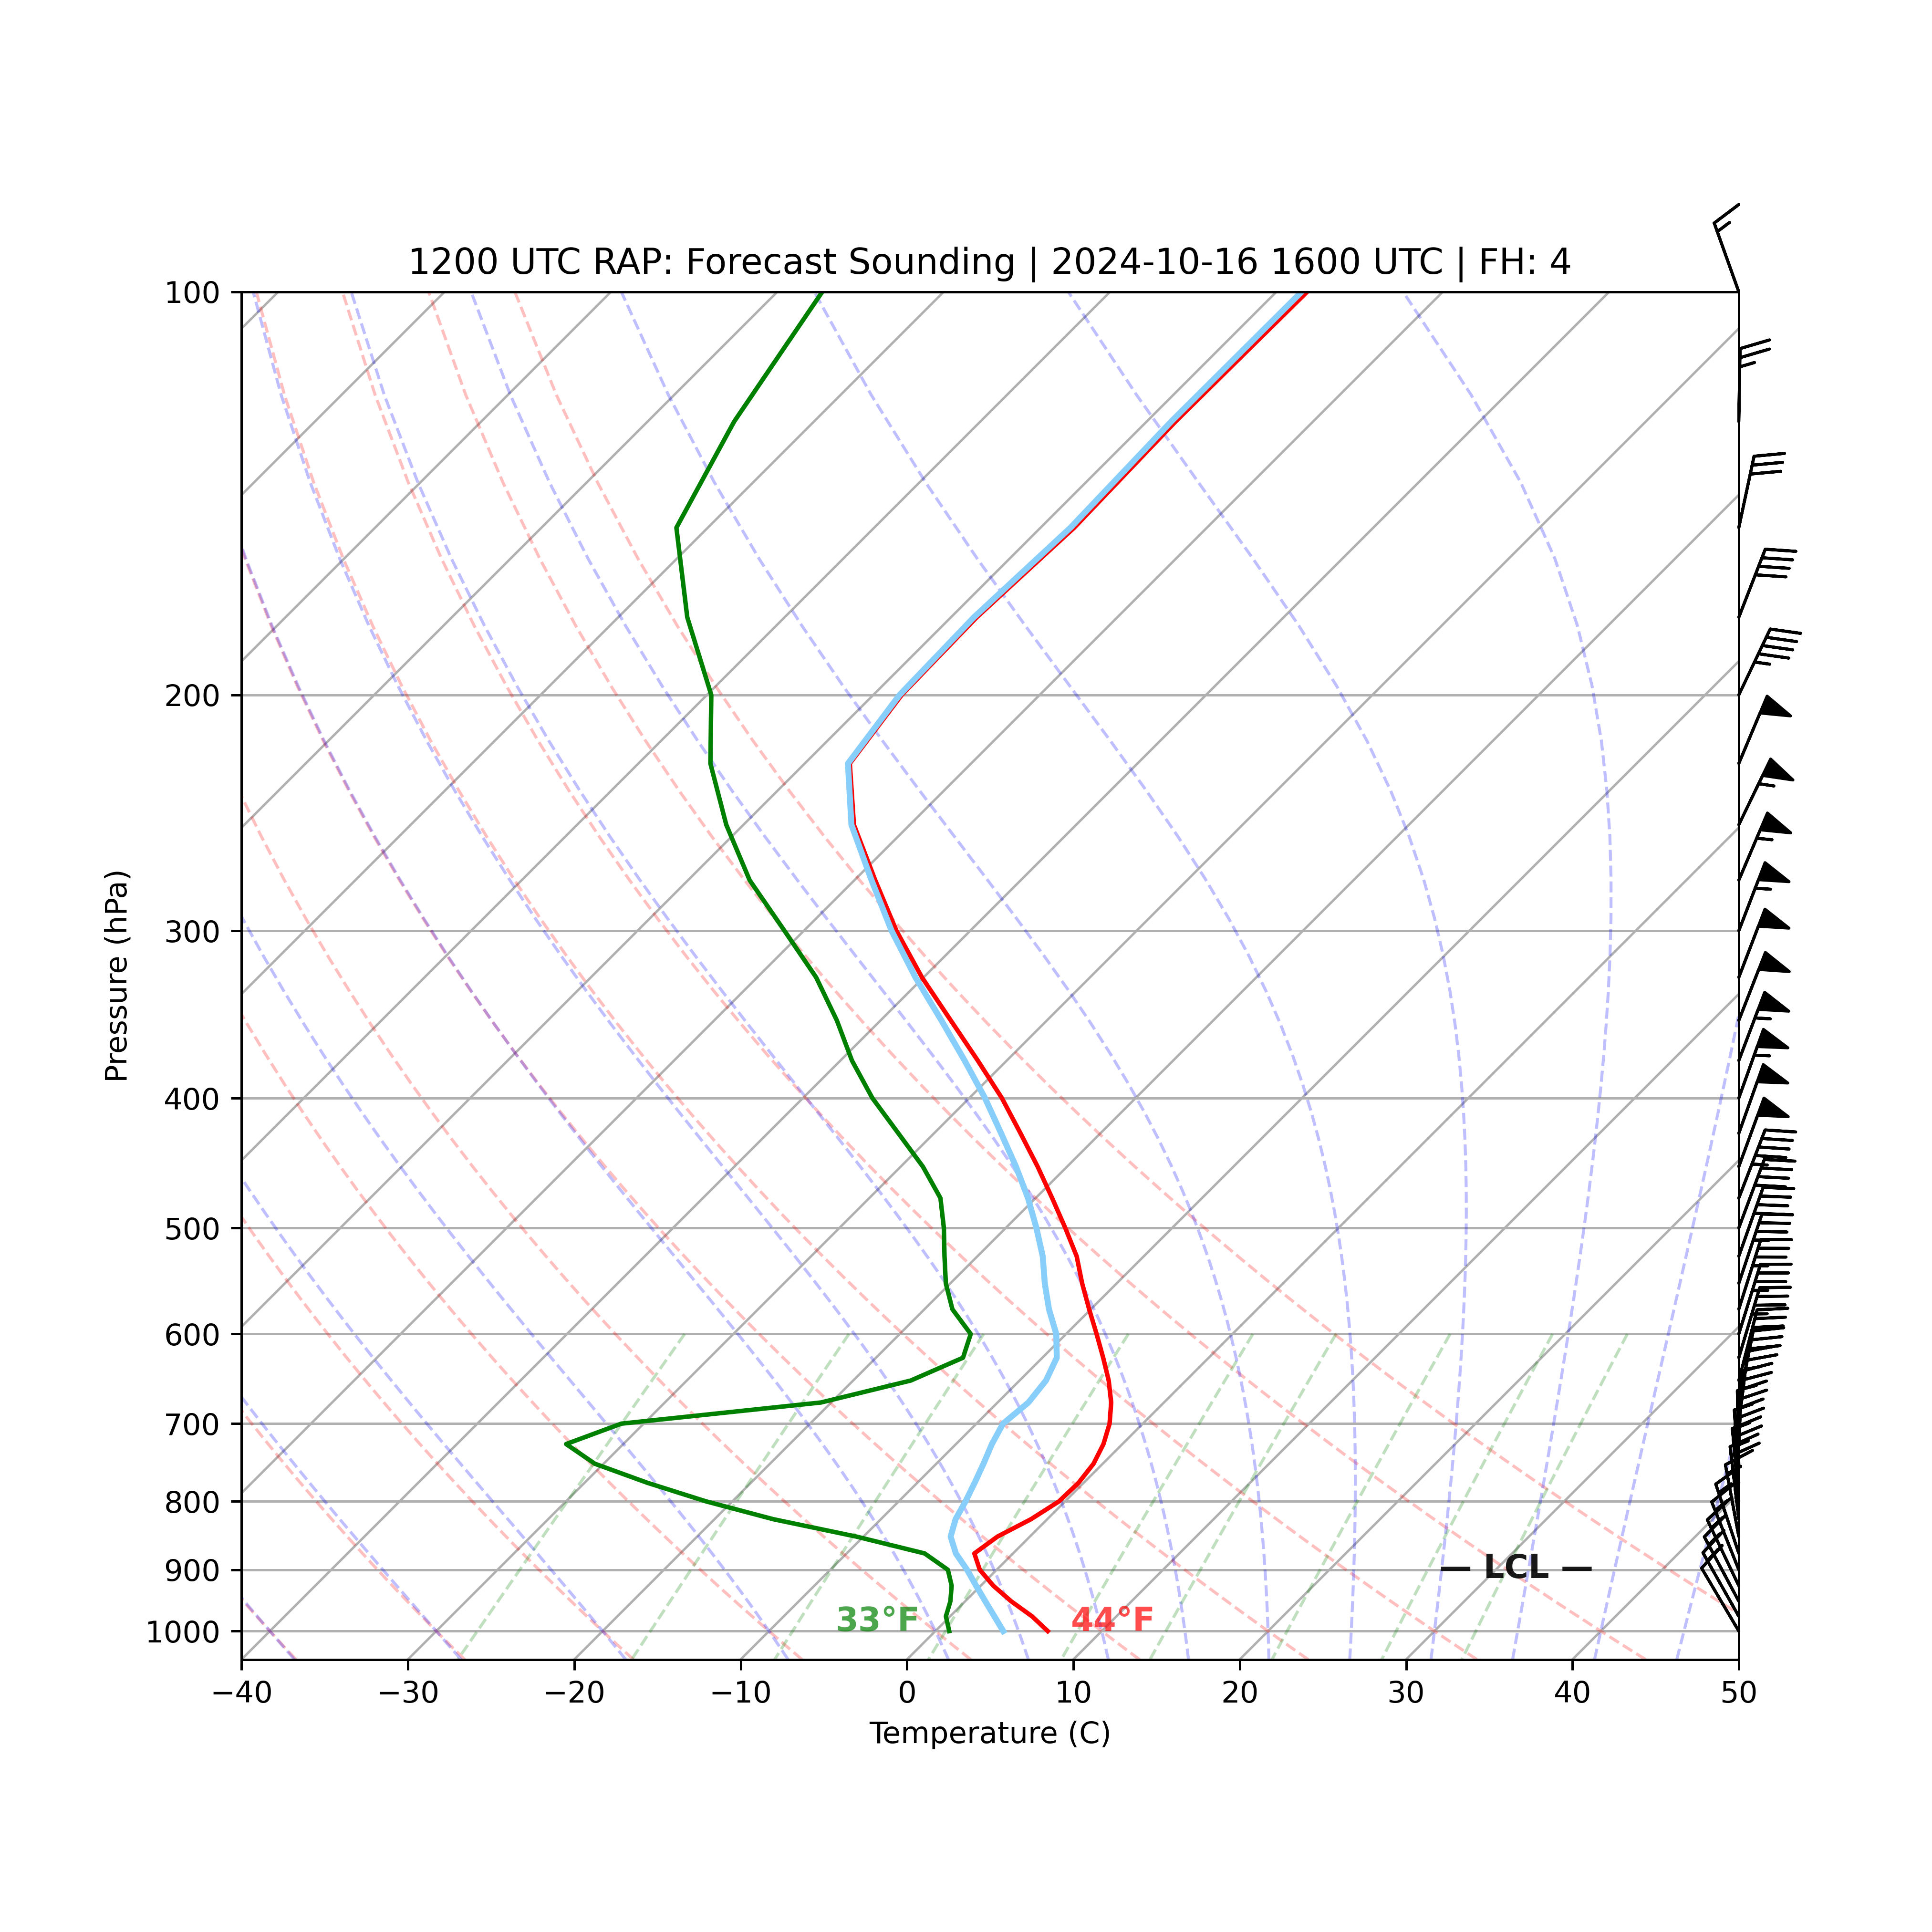 1200 UTC RAP: Forecast Sounding | 2024-10-16 1600 UTC | FH: 4
100
200
300
400
500
600
700
800
900
1000
Pressure (hPa)
— LCL —
33°F 44°F
−40 −30 −20 −10 0 10 20 30 40 50
Temperature (C)